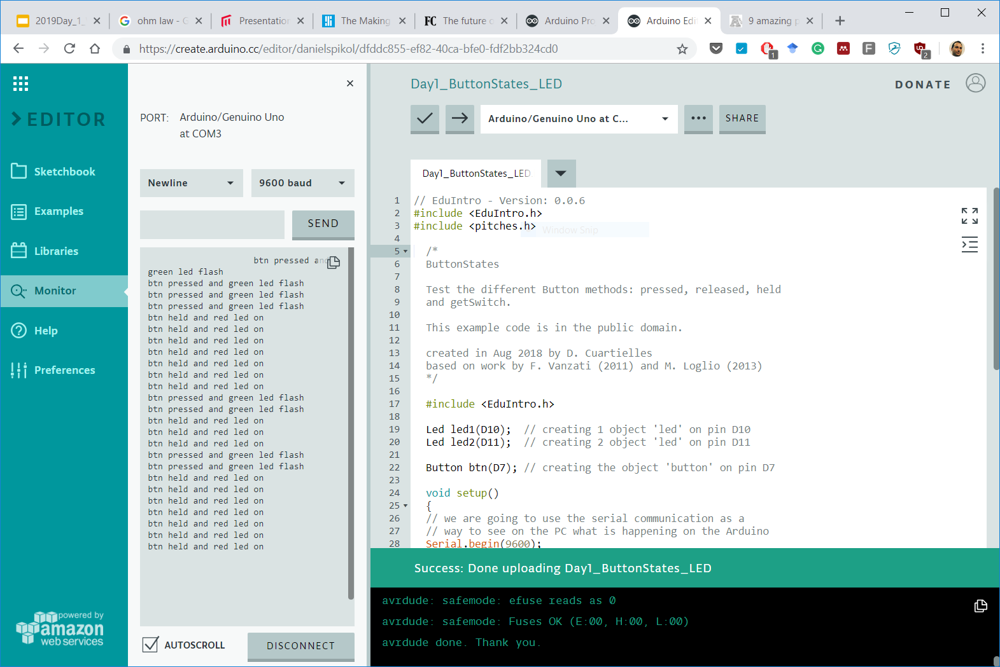 2019Day_1_
ohm law - G
Presentation
The Making
FC The future o
Arduino Pro
Arduino Edi
9 amazing p
https://create.arduino.cc/editor/danielspikol/dfddc855-ef82-40ca-bfe0-fdf2bb324cd0
1
2
EDITOR
Sketchbook
Examples
Libraries
Monitor
Help
Preferences
powered by
amazon
web services
PORT: Arduino/Genuino Uno
at COM3
Newline
9600 baud
SEND
btn pressed and
green led flash
btn pressed and green led flash
btn pressed and green led flash
btn pressed and green led flash
btn held and red led on
btn held and red led on
btn held and red led on
btn held and red led on
btn held and red led on
btn held and red led on
btn held and red led on
btn pressed and green led flash
btn pressed and green led flash
btn held and red led on
btn held and red led on
btn held and red led on
btn pressed and green led flash
btn pressed and green led flash
btn held and red led on
btn held and red led on
btn held and red led on
btn held and red led on
btn held and red led on
btn held and red led on
btn held and red led on
AUTOSCROLL
DISCONNECT
Day1_ButtonStates_LED
DONATE
Arduino/Genuino Uno at C...
SHARE
Day1_ButtonStates_LED
1 // EduIntro - Version: 0.0.6
2 #include <EduIntro.h>
3 #include <pitches.h>
Window Snip
4
5 /*
6 ButtonStates
7
8 Test the different Button methods: pressed, released, held
9 and getSwitch.
10
11 This example code is in the public domain.
12
13 created in Aug 2018 by D. Cuartielles
14 based on work by F. Vanzati (2011) and M. Loglio (2013)
15 */
16
17 #include <EduIntro.h>
18
19 Led led1(D10); // creating 1 object 'led' on pin D10
20 Led led2(D11); // creating 2 object 'led' on pin D11
21
22 Button btn(D7); // creating the object 'button' on pin D7
23
24 void setup()
25 {
26 // we are going to use the serial communication as a
27 // way to see on the PC what is happening on the Arduino
28 Serial.begin(9600);
Success: Done uploading Day1_ButtonStates_LED
avrdude: safemode: efuse reads as 0
avrdude: safemode: Fuses OK (E:00, H:00, L:00)
avrdude done. Thank you.